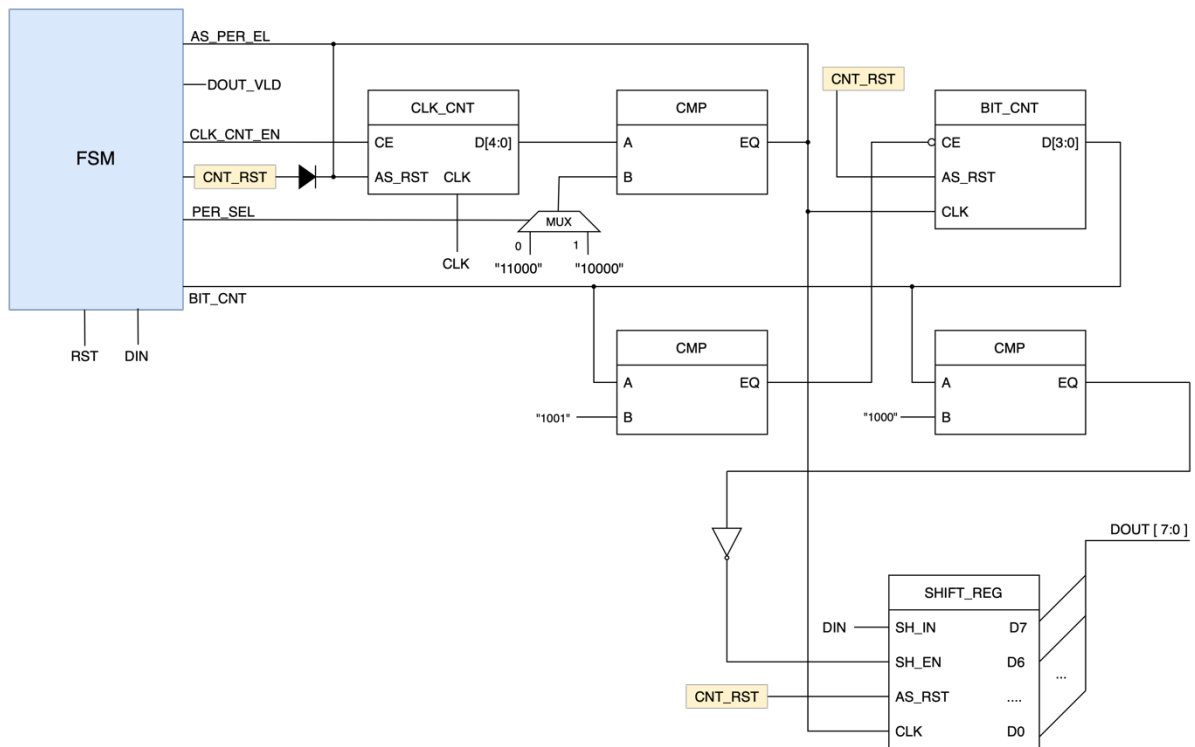 AS_PER_EL
DOUT_VLD
CLK_CNT_EN
FSM
CNT_RST
PER_SEL
BIT_CNT
RST
DIN
CLK_CNT
CE
D[4:0]
AS_RST
CLK
CLK
CMP
A
EQ
B
MUX
0
1
"11000"
"10000"
CNT_RST
BIT_CNT
CE
D[3:0]
AS_RST
CLK
CMP
A
EQ
"1001"
B
CMP
A
EQ
"1000"
B
DOUT [ 7:0 ]
SHIFT_REG
DIN
SH_IN
D7
SH_EN
D6
...
CNT_RST
AS_RST
....
CLK
D0